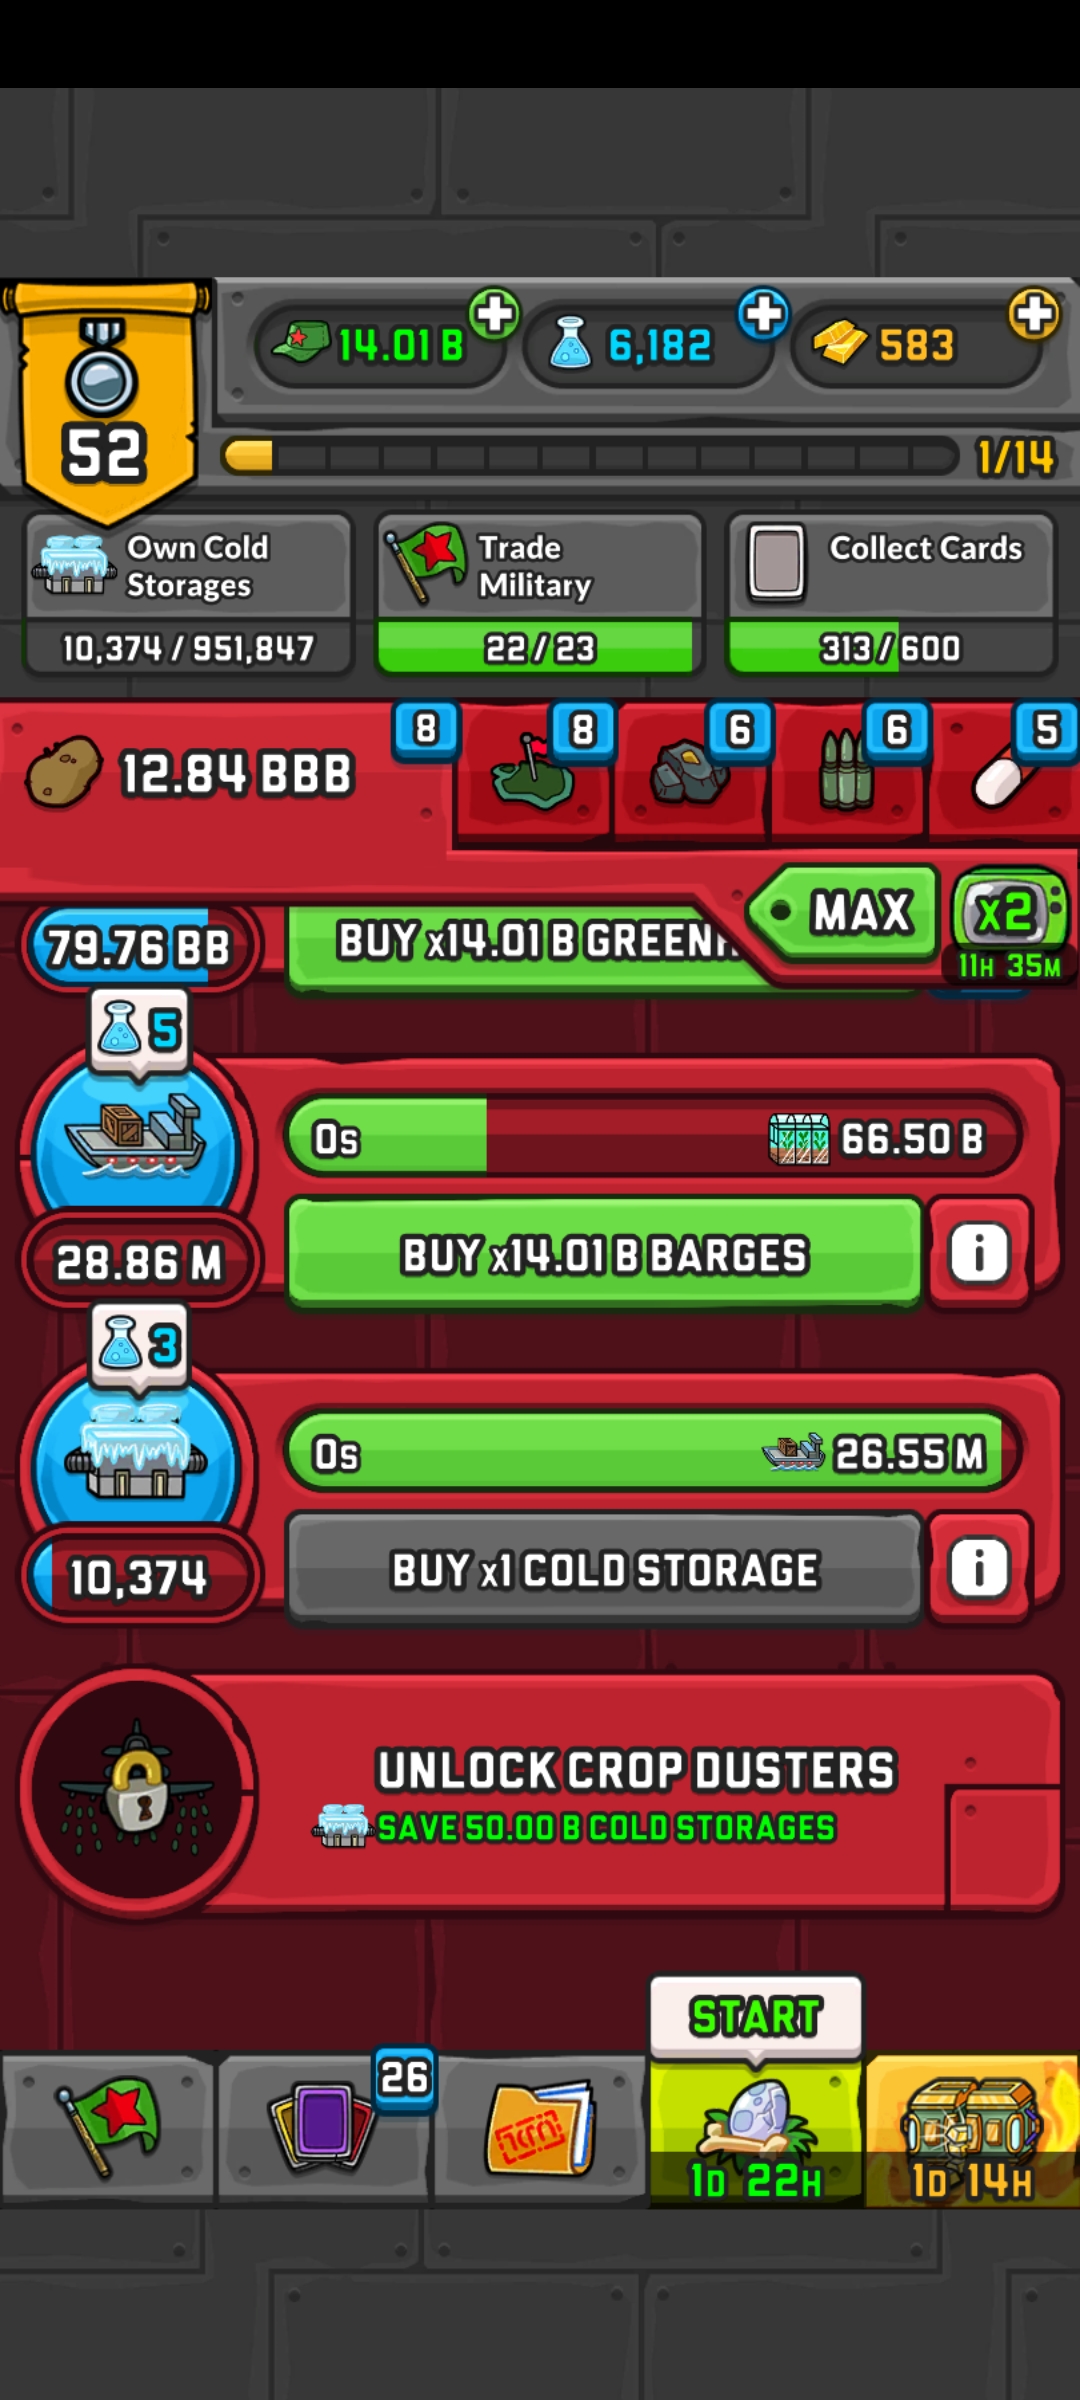 14.01 B
6,182
583
52
1/14
Own Cold
Storages
10,374 / 951,847
Trade
Military
22 / 23
Collect Cards
313 / 600
12.84 BBB
8
8
6
6
5
MAX
x2
11H 35M
79.76 BB
BUY x14.01 B
5
0s
66.50 B
28.86 M
BUY x14.01 B BARGES
i
3
0s
26.55 M
10,374
BUY x1 COLD STORAGE
i
UNLOCK CROP DUSTERS
SAVE 50.00 B COLD STORAGES
START
26
1D 22H
1D 14H